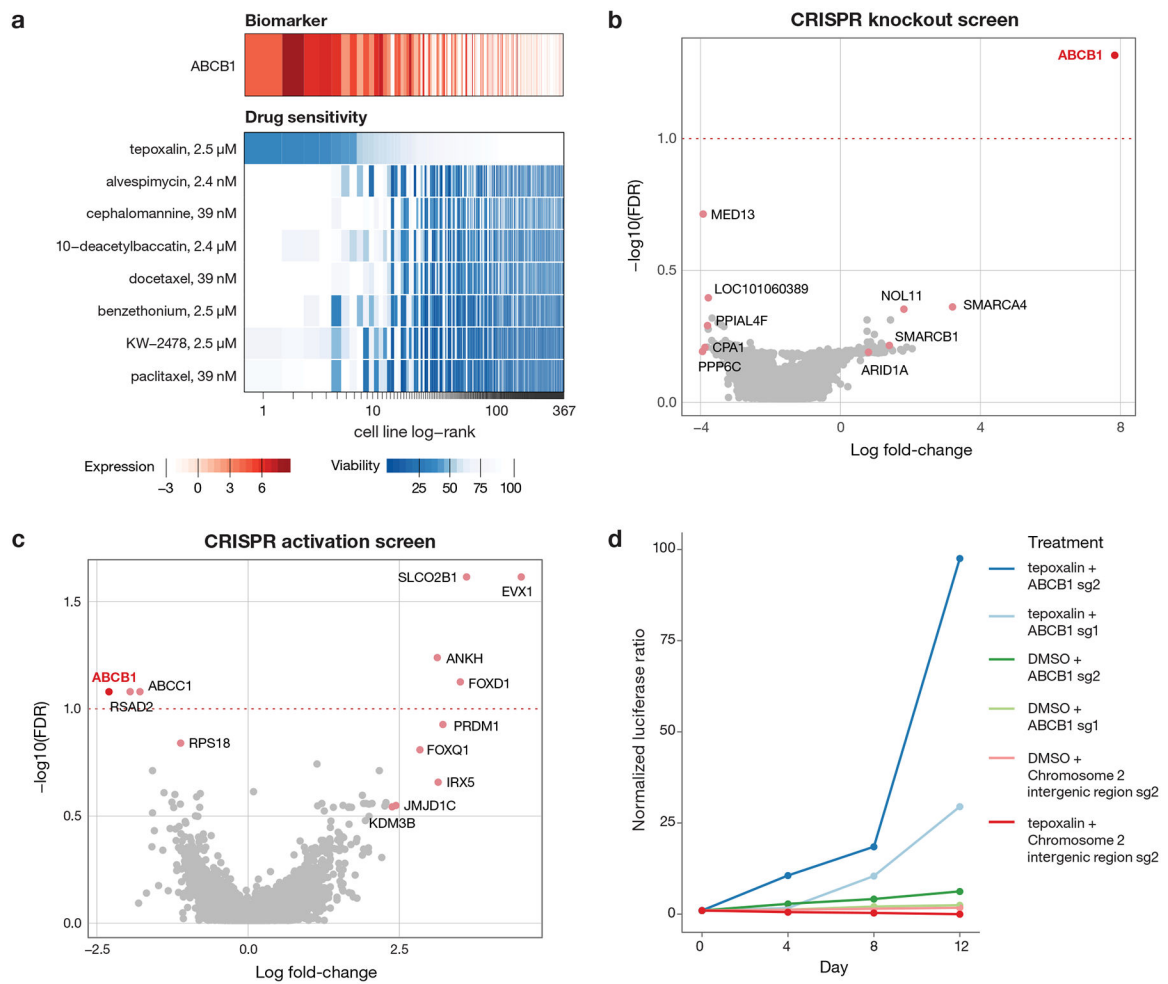 a
Biomarker
ABCB1
Drug sensitivity
tepoxalin, 2.5 µM
alvespimycin, 2.4 nM
cephalomannine, 39 nM
10−deacetylbaccatin, 2.4 µM
docetaxel, 39 nM
benzethonium, 2.5 µM
KW−2478, 2.5 µM
paclitaxel, 39 nM
1 10 100 367
cell line log−rank
Expression
−3 0 3 6
Viability
25 50 75 100
b
CRISPR knockout screen
ABCB1
1.0
MED13
0.5
LOC101060389
NOL11
SMARCA4
PPIAL4F
SMARCB1
CPA1
PPP6C
ARID1A
0.0
−log10(FDR)
−4 0 4 8
Log fold-change
c
CRISPR activation screen
SLCO2B1
EVX1
1.5
ANKH
ABCB1
ABCC1
FOXD1
RSAD2
1.0
PRDM1
RPS18
FOXQ1
IRX5
JMJD1C
0.5
KDM3B
0.0
−log10(FDR)
−2.5 0.0 2.5
Log fold-change
d
100
75
50
25
0
Normalized luciferase ratio
0 4 8 12
Day
Treatment
tepoxalin +
ABCB1 sg2
tepoxalin +
ABCB1 sg1
DMSO +
ABCB1 sg2
DMSO +
ABCB1 sg1
DMSO +
Chromosome 2
intergenic region sg2
tepoxalin +
Chromosome 2
intergenic region sg2